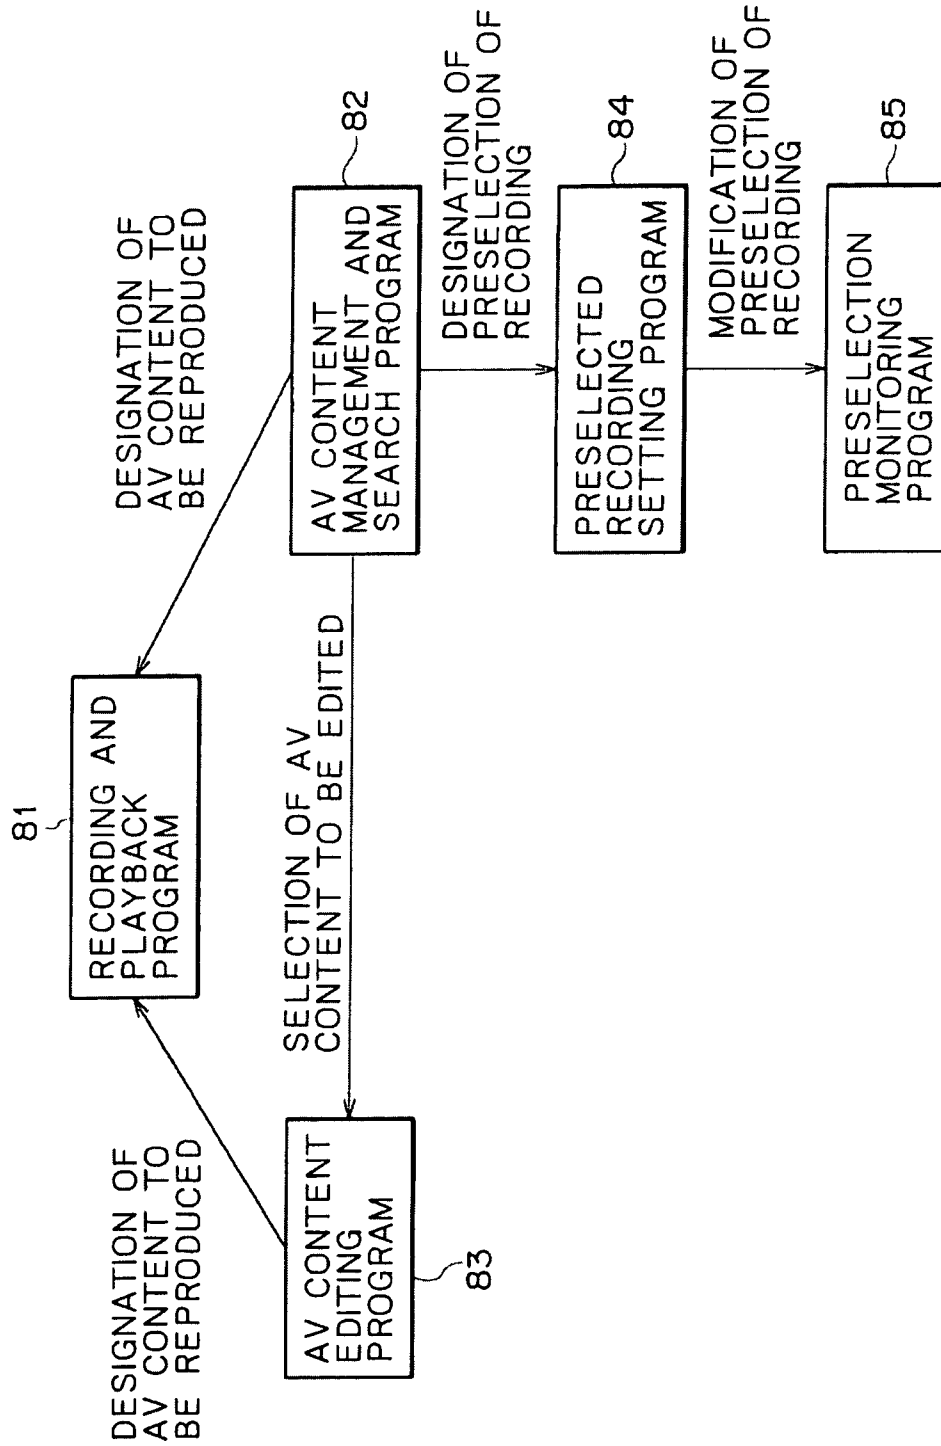 81
RECORDING AND
PLAYBACK
PROGRAM
DESIGNATION OF
AV CONTENT TO
BE REPRODUCED
DESIGNATION OF
AV CONTENT TO
BE REPRODUCED
SELECTION OF AV
CONTENT TO BE EDITED
AV CONTENT
EDITING
PROGRAM
83
AV CONTENT
MANAGEMENT AND
SEARCH PROGRAM
82
DESIGNATION OF
PRESELECTION OF
RECORDING
PRESELECTED
RECORDING
SETTING PROGRAM
84
MODIFICATION OF
PRESELECTION OF
RECORDING
PRESELECTION
MONITORING
PROGRAM
85